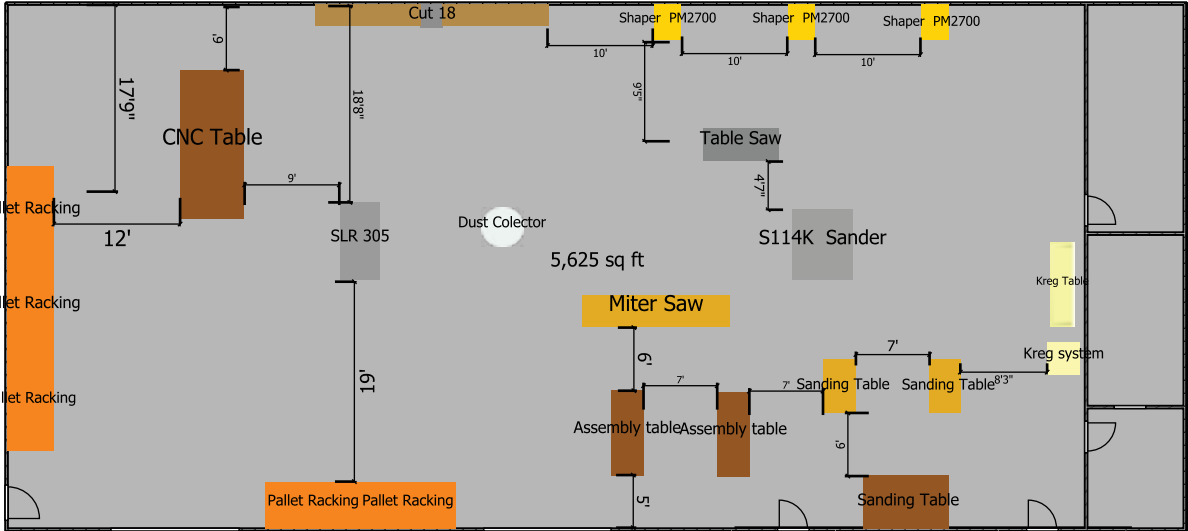 Cut 18
Shaper PM2700
Shaper PM2700
Shaper PM2700
6'
10'
10'
10'
17'9"
18'8"
9'5"
CNC Table
Table Saw
9'
4'7"
llet Racking
12'
SLR 305
Dust Colector
S114K Sander
5,625 sq ft
Kreg Table
llet Racking
Miter Saw
6'
7'
Kreg system
19'
7'
7'
Sanding Table
Sanding Table
8'3"
llet Racking
Assembly table
Assembly table
6'
5'
Pallet Racking
Pallet Racking
Sanding Table